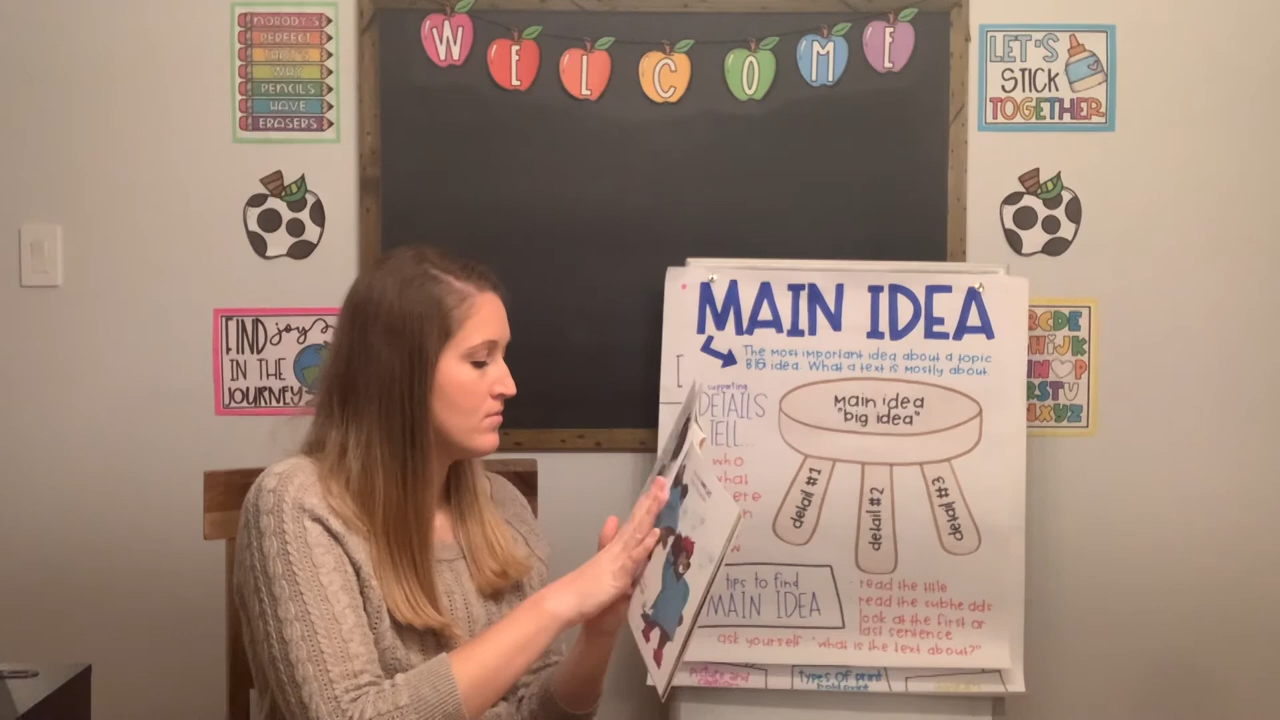 NOBODY'S
PERFECT
THAT'S
WHY
PENCILS
HAVE
ERASERS
WELCOME
LET'S
STICK
TOGETHER
FIND joy
IN THE
JOURNEY
MAIN IDEA
The most important idea about a topic
BIG idea. What a text is mostly about.
supporting
DETAILS
TELL...
who
what
Main idea
"big idea"
detail #1
detail #2
detail #3
tips to find
MAIN IDEA
read the title
read the subheads
look at the first or
last sentence
ask yourself "what is the text about?"
types of print